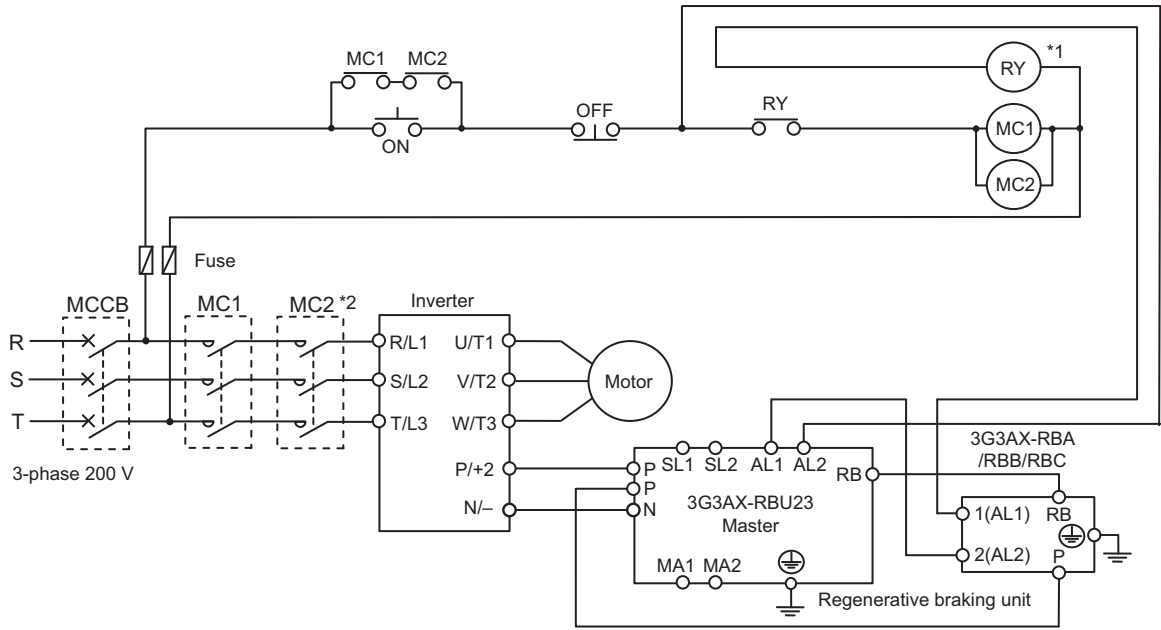 MC1 MC2
ON
OFF
RY
RY
*1
MC1
MC2
Fuse
MCCB
MC1
MC2 *2
Inverter
R
S
T
3-phase 200 V
R/L1
U/T1
S/L2
V/T2
T/L3
W/T3
P/+2
N/–
Motor
SL1 SL2 AL1 AL2
P
P
N
RB
3G3AX-RBU23
Master
MA1 MA2
Regenerative braking unit
3G3AX-RBA
/RBB/RBC
1(AL1)
RB
2(AL2)
P